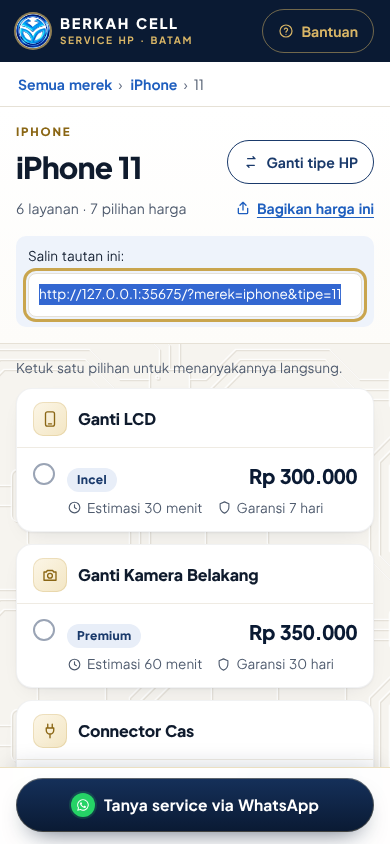 BERKAH CELL
SERVICE HP · BATAM
Bantuan
Semua merek › iPhone › 11
IPHONE
iPhone 11
Ganti tipe HP
6 layanan · 7 pilihan harga
Bagikan harga ini
Salin tautan ini:
http://127.0.0.1:35675/?merek=iphone&tipe=11
Ketuk satu pilihan untuk menanyakannya langsung.
Ganti LCD
Incel
Rp 300.000
Estimasi 30 menit
Garansi 7 hari
Ganti Kamera Belakang
Premium
Rp 350.000
Estimasi 60 menit
Garansi 30 hari
Connector Cas
Tanya service via WhatsApp